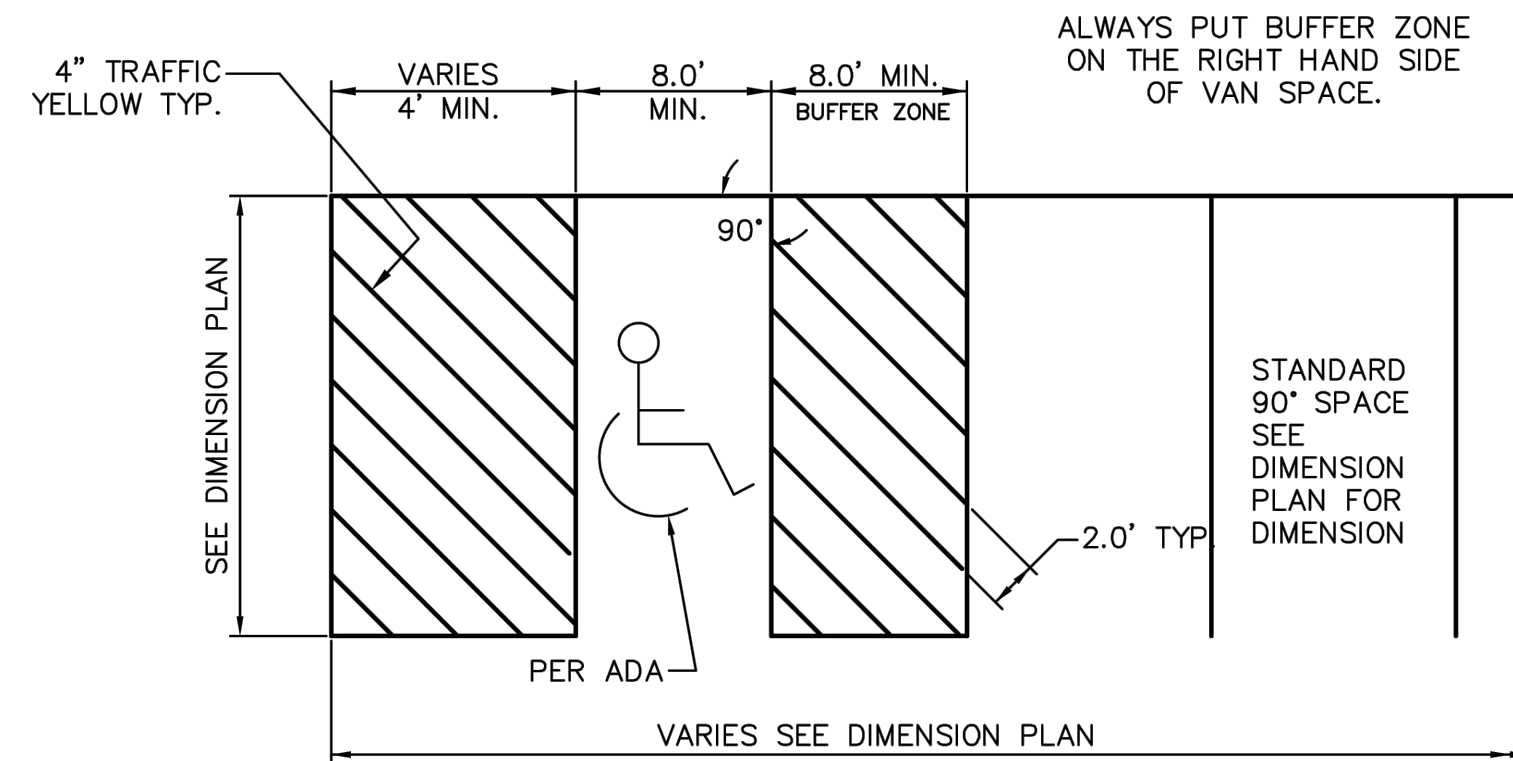 ALWAYS PUT BUFFER ZONE
ON THE RIGHT HAND SIDE
OF VAN SPACE.
4” TRAFFIC
YELLOW TYP.
VARIES
4' MIN.
8.0'
MIN.
8.0' MIN.
BUFFER ZONE
90°
SEE DIMENSION PLAN
STANDARD
90° SPACE
SEE
DIMENSION
PLAN FOR
DIMENSION
2.0' TYP.
PER ADA
VARIES SEE DIMENSION PLAN